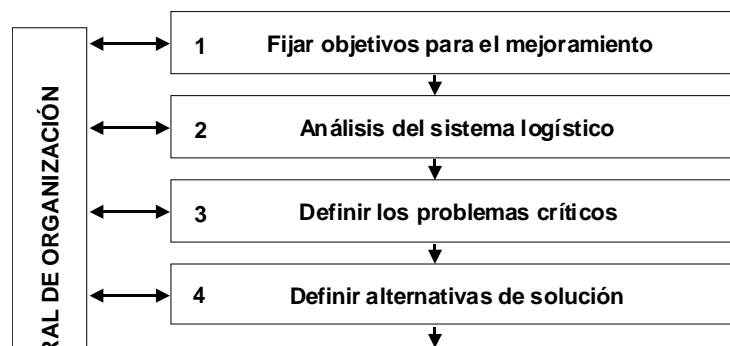 1 Fijar objetivos para el mejoramiento
2 Análisis del sistema logístico
3 Definir los problemas críticos
4 Definir alternativas de solución
DE ORGANIZACIÓN